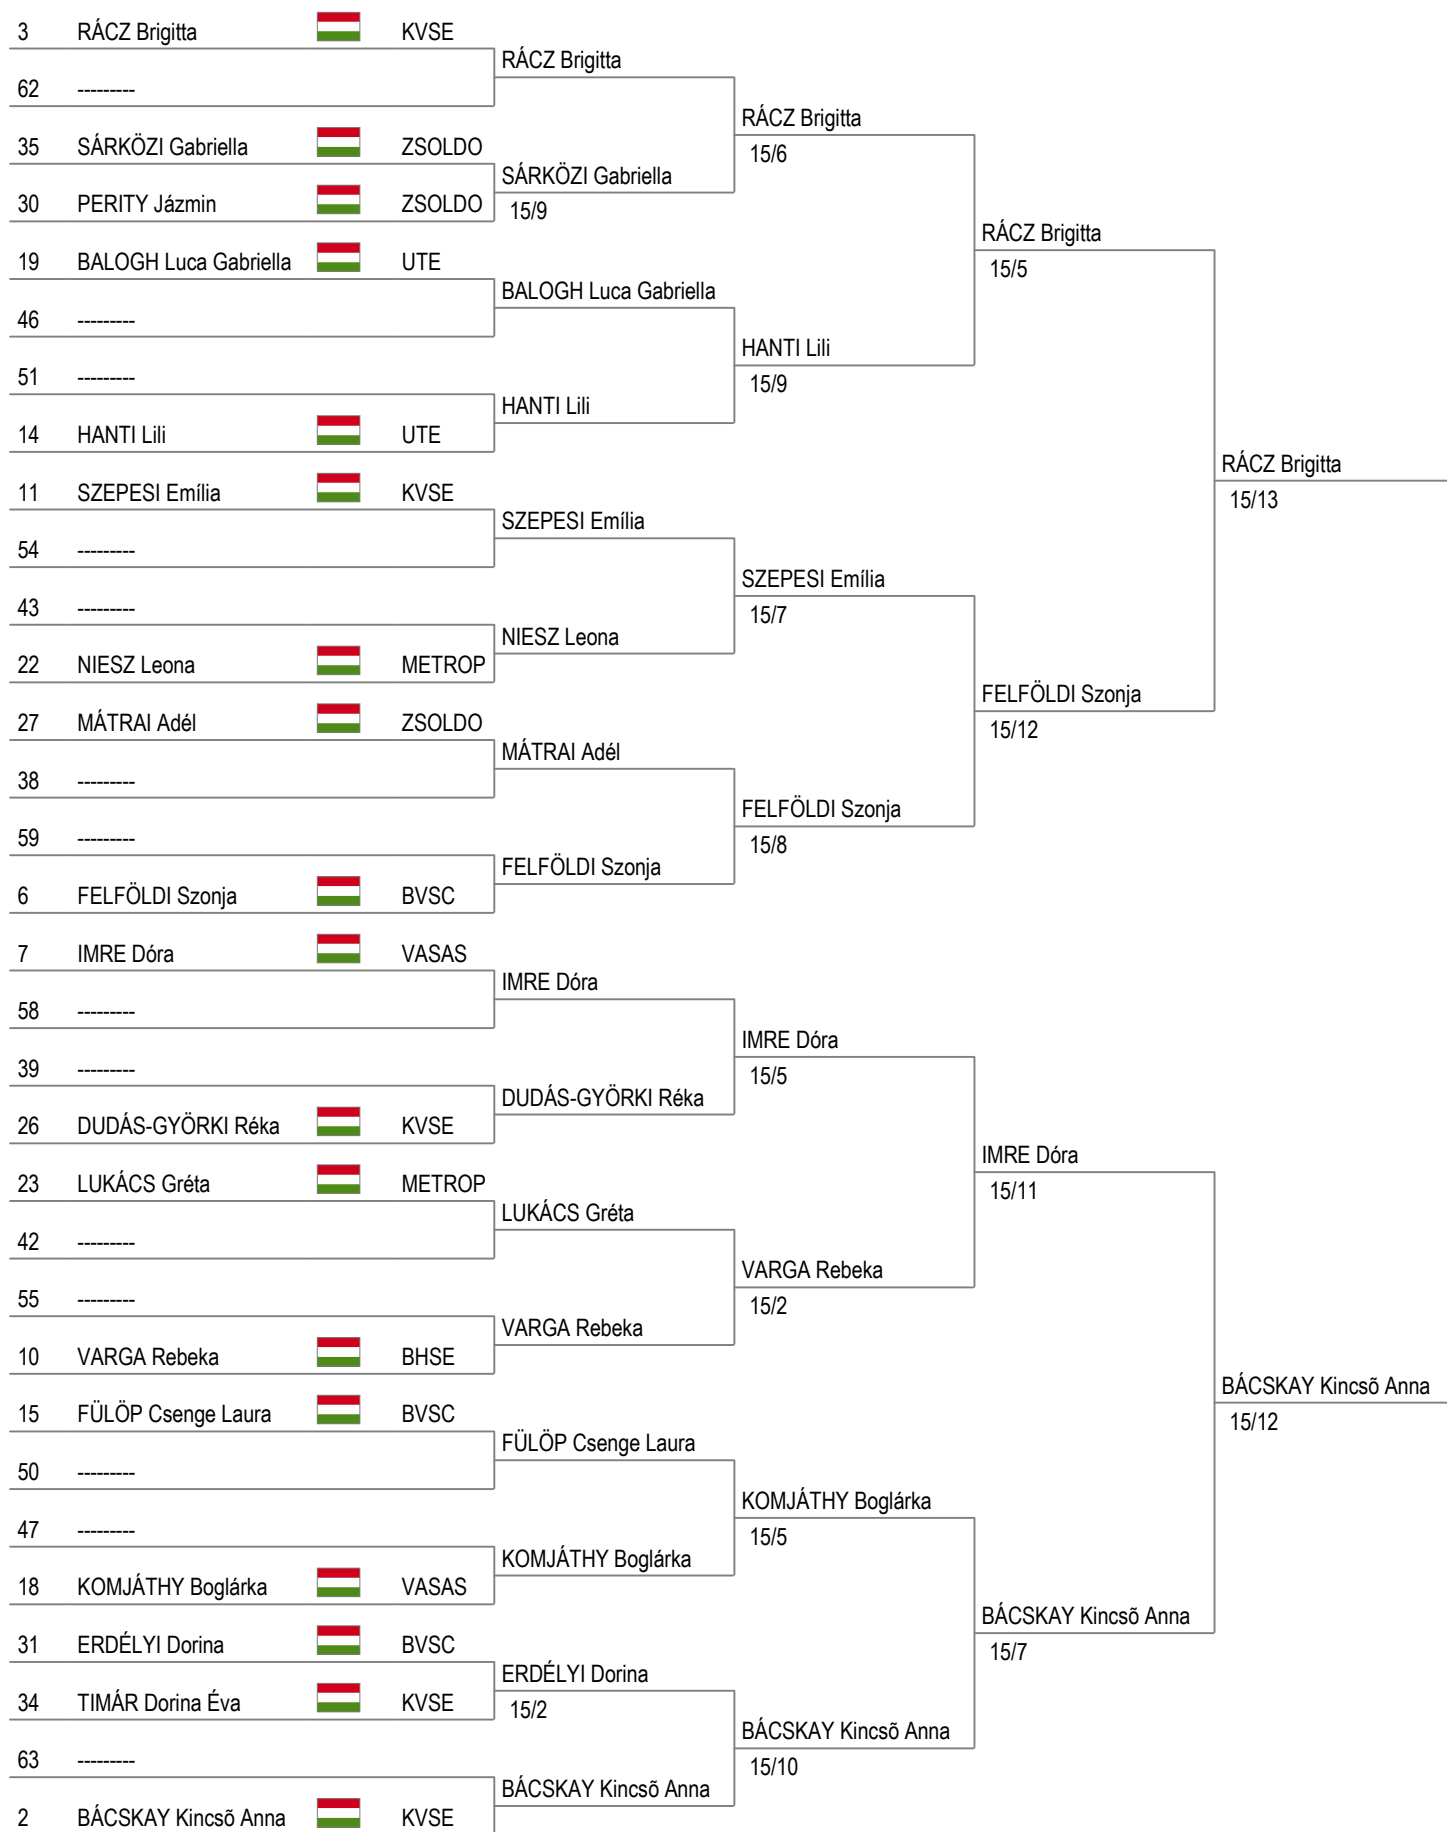 3 RÁCZ Brigitta KVSE
RÁCZ Brigitta
62 ---------
RÁCZ Brigitta
15/6
35 SÁRKÖZI Gabriella ZSOLDO
SÁRKÖZI Gabriella
15/9
30 PERITY Jázmin ZSOLDO
RÁCZ Brigitta
15/5
19 BALOGH Luca Gabriella UTE
BALOGH Luca Gabriella
46 ---------
HANTI Lili
15/9
51 ---------
HANTI Lili
14 HANTI Lili UTE
RÁCZ Brigitta
15/13
11 SZEPESI Emília KVSE
SZEPESI Emília
54 ---------
SZEPESI Emília
15/7
43 ---------
NIESZ Leona
22 NIESZ Leona METROP
FELFÖLDI Szonja
15/12
27 MÁTRAI Adél ZSOLDO
MÁTRAI Adél
38 ---------
FELFÖLDI Szonja
15/8
59 ---------
FELFÖLDI Szonja
6 FELFÖLDI Szonja BVSC
7 IMRE Dóra VASAS
IMRE Dóra
58 ---------
IMRE Dóra
15/5
39 ---------
DUDÁS-GYÖRKI Réka
26 DUDÁS-GYÖRKI Réka KVSE
IMRE Dóra
15/11
23 LUKÁCS Gréta METROP
LUKÁCS Gréta
42 ---------
VARGA Rebeka
15/2
55 ---------
VARGA Rebeka
10 VARGA Rebeka BHSE
BÁCSKAY Kincsõ Anna
15/12
15 FÜLÖP Csenge Laura BVSC
FÜLÖP Csenge Laura
50 ---------
KOMJÁTHY Boglárka
15/5
47 ---------
KOMJÁTHY Boglárka
18 KOMJÁTHY Boglárka VASAS
BÁCSKAY Kincsõ Anna
15/7
31 ERDÉLYI Dorina BVSC
ERDÉLYI Dorina
15/2
34 TIMÁR Dorina Éva KVSE
BÁCSKAY Kincsõ Anna
15/10
63 ---------
BÁCSKAY Kincsõ Anna
2 BÁCSKAY Kincsõ Anna KVSE